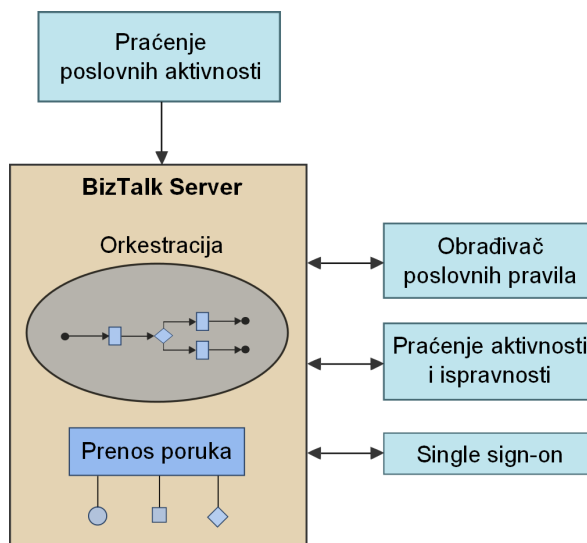 Praćenje
poslovnih aktivnosti
BizTalk Server
Orkestracija
Prenos poruka
Obrađivač
poslovnih pravila
Praćenje aktivnosti
i ispravnosti
Single sign-on